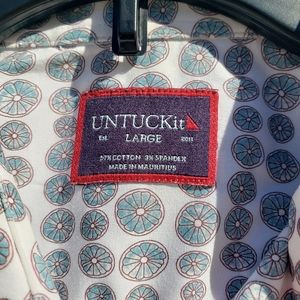 UNTUCKit
EST. 2011
LARGE
97% COTTON 3% SPANDEX
MADE IN MAURITIUS